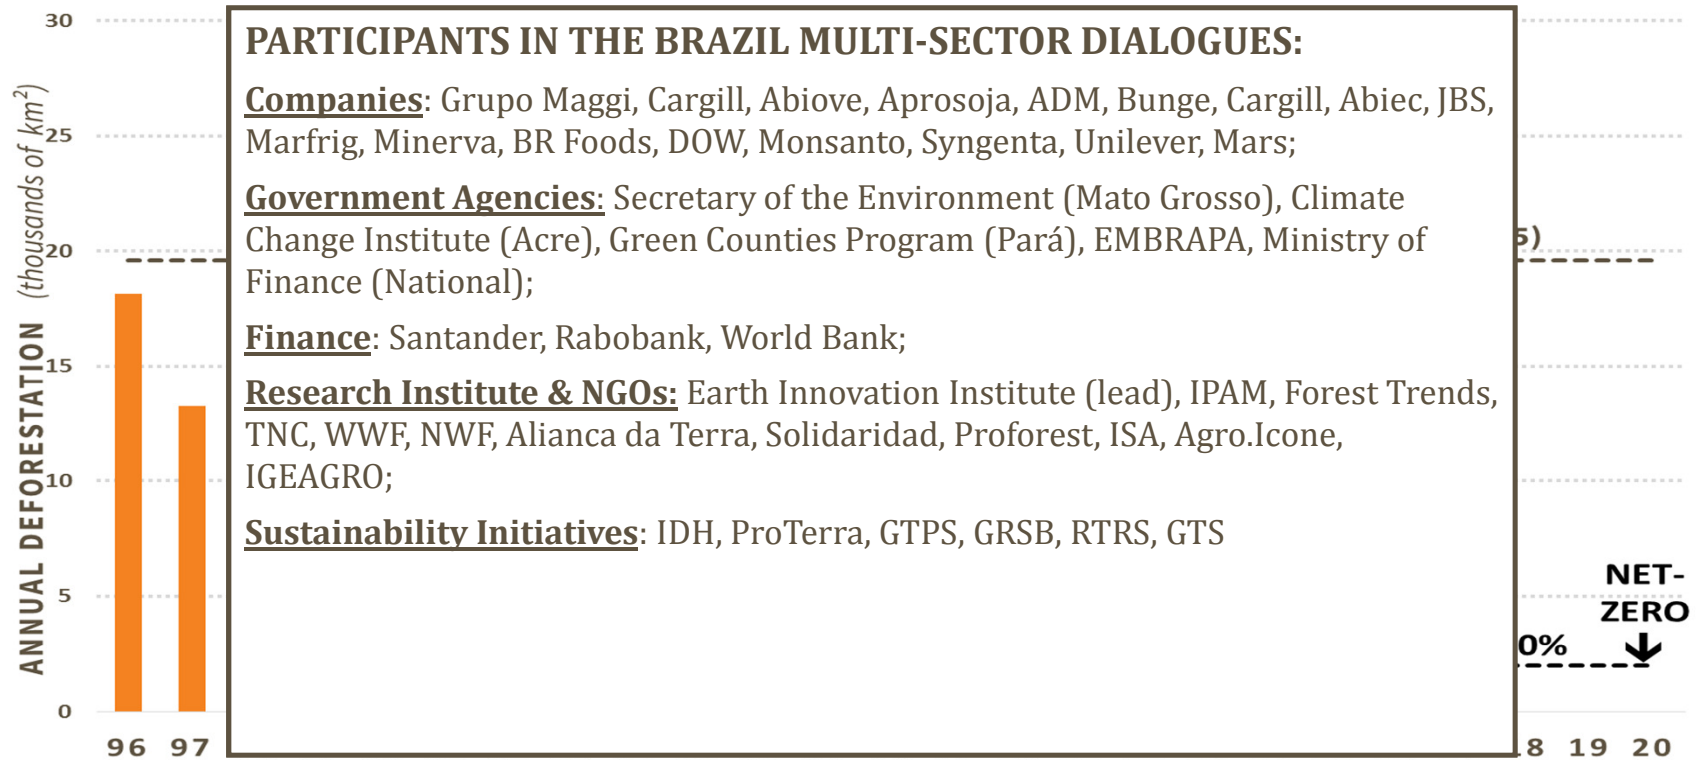 PARTICIPANTS IN THE BRAZIL MULTI-SECTOR DIALOGUES:
Companies: Grupo Maggi, Cargill, Abiove, Aprosoja, ADM, Bunge, Cargill, Abiec, JBS,
Marfrig, Minerva, BR Foods, DOW, Monsanto, Syngenta, Unilever, Mars;
Government Agencies: Secretary of the Environment (Mato Grosso), Climate
Change Institute (Acre), Green Counties Program (Pará), EMBRAPA, Ministry of
Finance (National);
Finance: Santander, Rabobank, World Bank;
Research Institute & NGOs: Earth Innovation Institute (lead), IPAM, Forest Trends,
TNC, WWF, NWF, Alianca da Terra, Solidaridad, Proforest, ISA, Agro.Icone,
IGEAGRO;
Sustainability Initiatives: IDH, ProTerra, GTPS, GRSB, RTRS, GTS
ANNUAL DEFORESTATION (thousands of km²)
30
25
20
15
10
5
0
5)
NET-
ZERO
0%
96 97 18 19 20